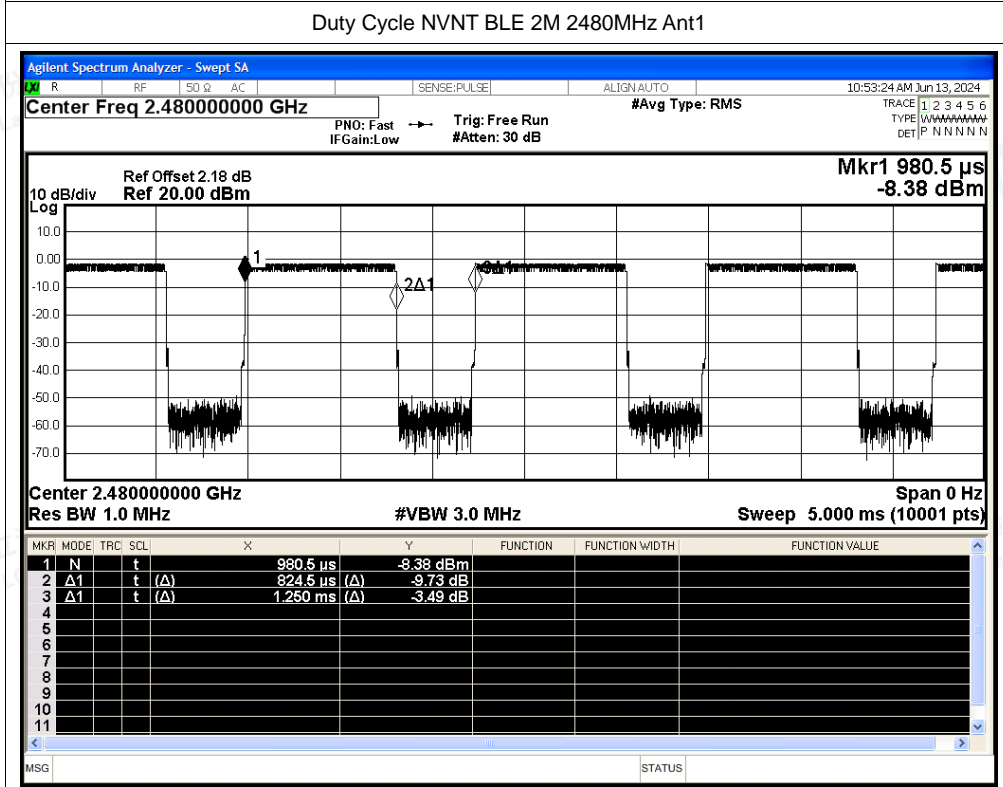 Duty Cycle NVNT BLE 2M 2480MHz Ant1
Agilent Spectrum Analyzer - Swept SA
LXI R RF 50 Ω AC SENSE:PULSE ALIGN AUTO 10:53:24 AM Jun 13, 2024
Center Freq 2.480000000 GHz #Avg Type: RMS TRACE 1 2 3 4 5 6
PNO: Fast Trig: Free Run TYPE
IFGain:Low #Atten: 30 dB DET P N N N N N
Mkr1 980.5 µs
Ref Offset 2.18 dB
10 dB/div Ref 20.00 dBm -8.38 dBm
Log
10.0
0.00
1
3Δ1
2Δ1
-10.0
-20.0
-30.0
-40.0
-50.0
-60.0
-70.0
Center 2.480000000 GHz Span 0 Hz
Res BW 1.0 MHz #VBW 3.0 MHz Sweep 5.000 ms (10001 pts)
MKR MODE TRC SCL X Y FUNCTION FUNCTION WIDTH FUNCTION VALUE
1 N t 980.5 µs -8.38 dBm
2 Δ1 t (Δ) 824.5 µs (Δ) -9.73 dB
3 Δ1 t (Δ) 1.250 ms (Δ) -3.49 dB
4
5
6
7
8
9
10
11
MSG STATUS